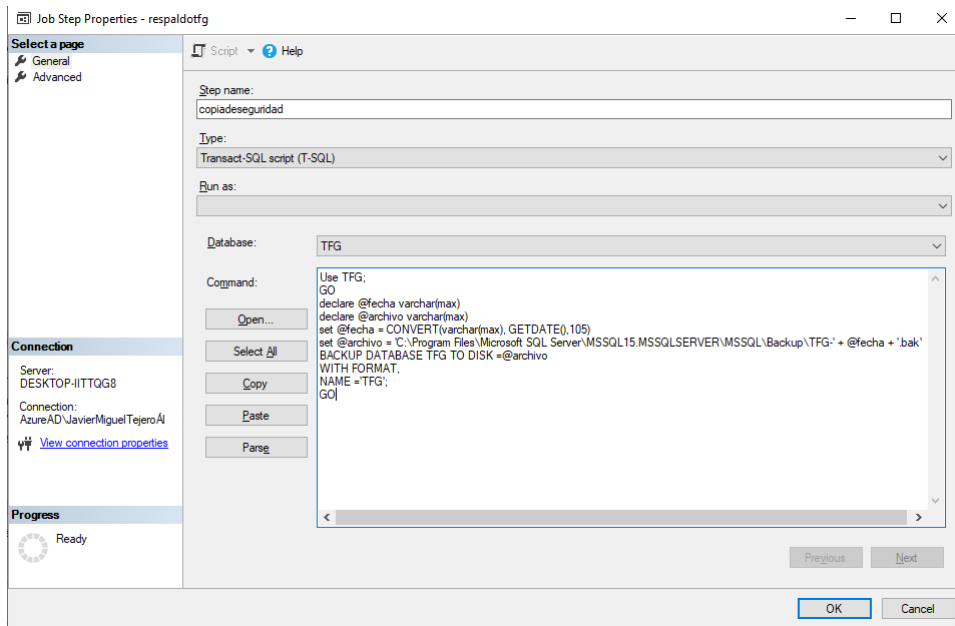 Job Step Properties - respaldotfg
Select a page
General
Advanced
Script
Help
Step name:
copiadeseguridad
Type:
Transact-SQL script (T-SQL)
Run as:
Database:
TFG
Command:
Open...
Select All
Copy
Paste
Parse
Use TFG;
GO
declare @fecha varchar(max)
declare @archivo varchar(max)
set @fecha = CONVERT(varchar(max), GETDATE(),105)
set @archivo = 'C:\Program Files\Microsoft SQL Server\MSSQL15.MSSQLSERVER\MSSQL\Backup\TFG-' + @fecha + '.bak'
BACKUP DATABASE TFG TO DISK =@archivo
WITH FORMAT,
NAME ='TFG';
GO
Connection
Server:
DESKTOP-IITTQG8
Connection:
AzureAD\JavierMiguelTejeroÁl
View connection properties
Progress
Ready
Previous
Next
OK
Cancel